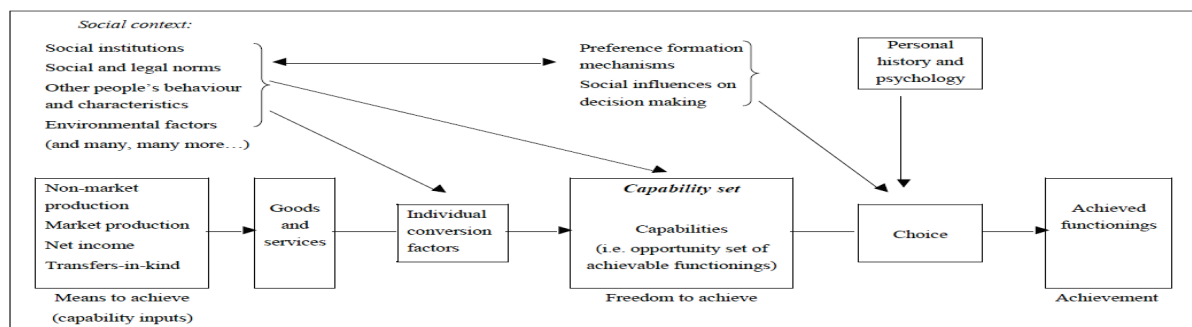 Social context:
Social institutions
Social and legal norms
Other people's behaviour
and characteristics
Environmental factors
(and many, many more…)
Preference formation
mechanisms
Social influences on
decision making
Personal
history and
psychology
Non-market
production
Market production
Net income
Transfers-in-kind
Means to achieve
(capability inputs)
Goods
and
services
Individual
conversion
factors
Capability set
Capabilities
(i.e. opportunity set of
achievable functionings)
Freedom to achieve
Choice
Achieved
functionings
Achievement